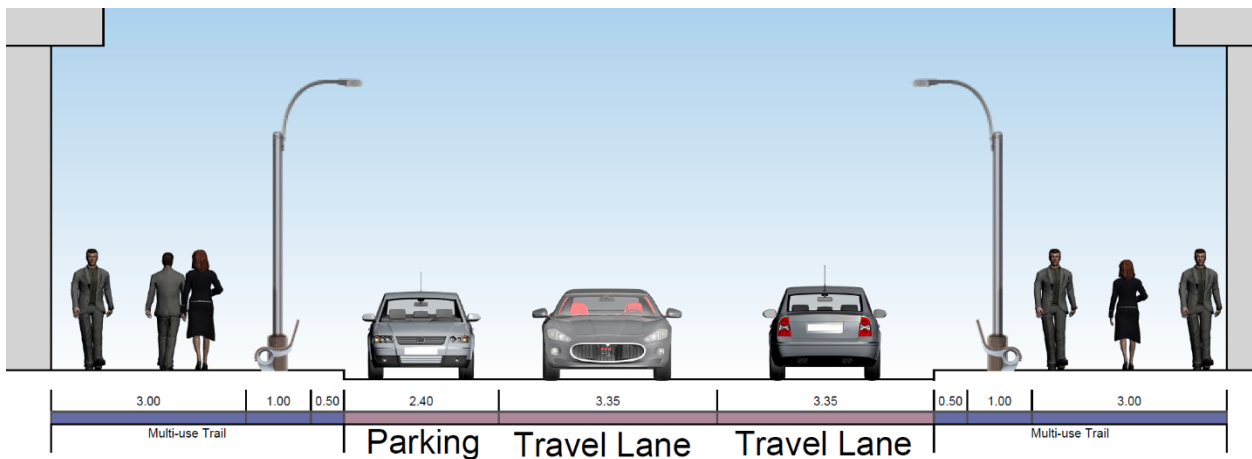 3.00 1.00 0.50 2.40 3.35 3.35 0.50 1.00 3.00
Multi-use Trail Parking Travel Lane Travel Lane Multi-use Trail